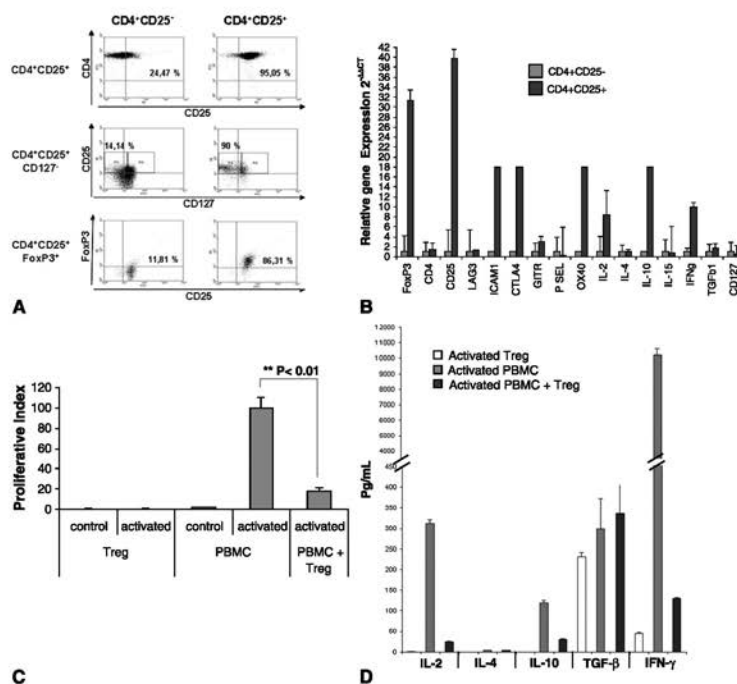 CD4+CD25-
CD4+CD25+
CD4+CD25+
CD4
24,47 %
95,05 %
CD25
CD4+CD25+
CD127-
CD25
14,14 %
90 %
CD127
CD4+CD25+
FoxP3+
FoxP3
11,81 %
86,31 %
CD25
A
Relative gene Expression 2-ΔΔCT
42
40
38
36
34
32
30
28
26
24
22
20
18
16
14
12
10
8
6
4
2
0
CD4+CD25-
CD4+CD25+
FoxP3
CD4
CD25
LAG3
ICAM1
CTLA4
GITR
P SEL
OX40
IL-2
IL-4
IL-10
IL-15
IFNg
TGFb1
CD127
B
Proliferative Index
120
100
80
60
40
20
0
** P< 0.01
control
activated
control
activated
activated
Treg
PBMC
PBMC +
Treg
C
Pg/mL
12000
10000
9000
8000
7000
6000
5000
4000
3000
450
350
300
250
200
150
100
50
0
Activated Treg
Activated PBMC
Activated PBMC + Treg
IL-2
IL-4
IL-10
TGF-β
IFN-γ
D